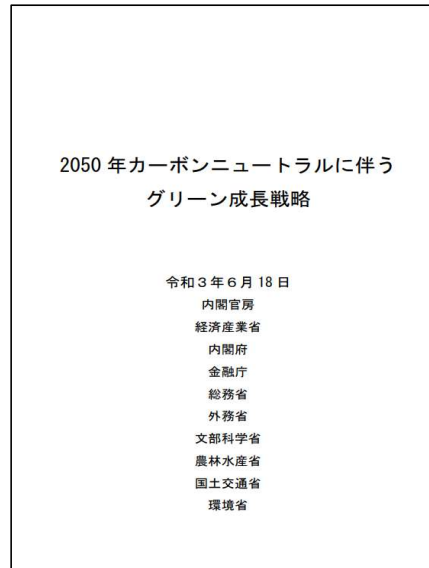 2050 年カーボンニュートラルに伴う
グリーン成長戦略
令和３年６月 18 日
内閣官房
経済産業省
内閣府
金融庁
総務省
外務省
文部科学省
農林水産省
国土交通省
環境省